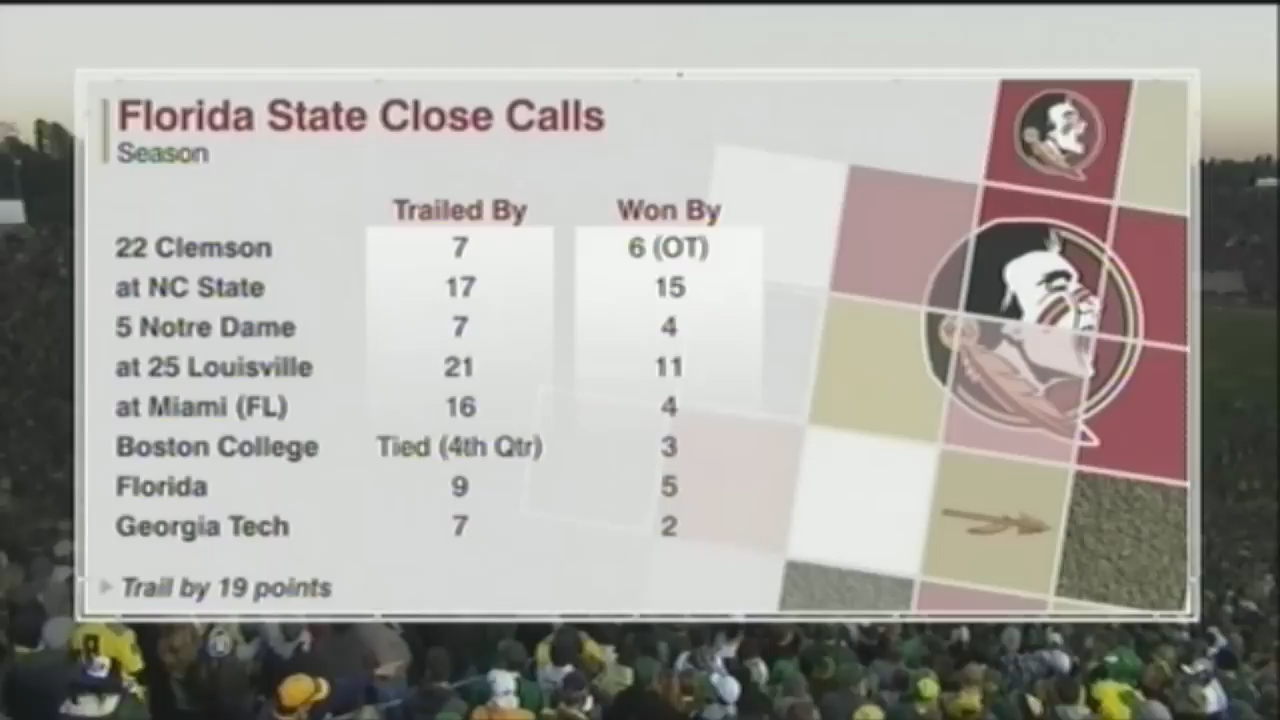 Florida State Close Calls
Season
Trailed By Won By
22 Clemson 7 6 (OT)
at NC State 17 15
5 Notre Dame 7 4
at 25 Louisville 21 11
at Miami (FL) 16 4
Boston College Tied (4th Qtr) 3
Florida 9 5
Georgia Tech 7 2
Trail by 19 points